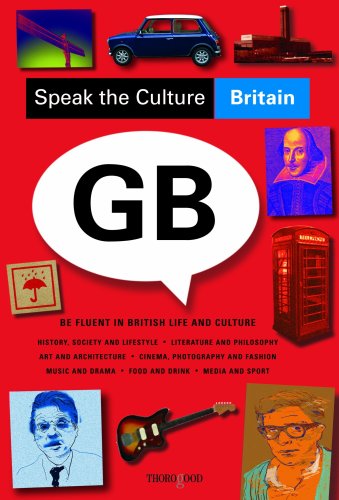 Speak the Culture Britain
GB
BE FLUENT IN BRITISH LIFE AND CULTURE
HISTORY, SOCIETY AND LIFESTYLE • LITERATURE AND PHILOSOPHY
ART AND ARCHITECTURE • CINEMA, PHOTOGRAPHY AND FASHION
MUSIC AND DRAMA • FOOD AND DRINK • MEDIA AND SPORT
THOROGOOD